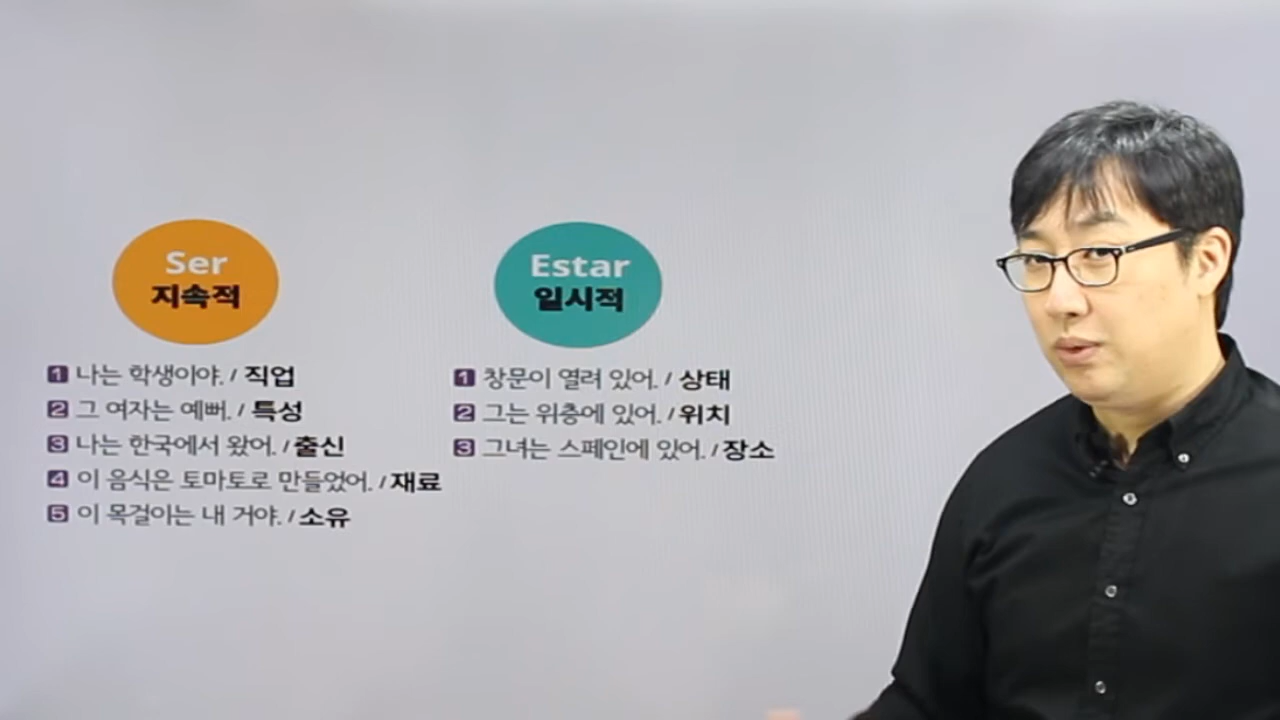 Ser
지속적
1 나는 학생이야. / 직업
2 그 여자는 예뻐. / 특성
3 나는 한국에서 왔어. / 출신
4 이 음식은 토마토로 만들었어. / 재료
5 이 목걸이는 내 거야. / 소유
Estar
일시적
1 창문이 열려 있어. / 상태
2 그는 위층에 있어. / 위치
3 그녀는 스페인에 있어. / 장소